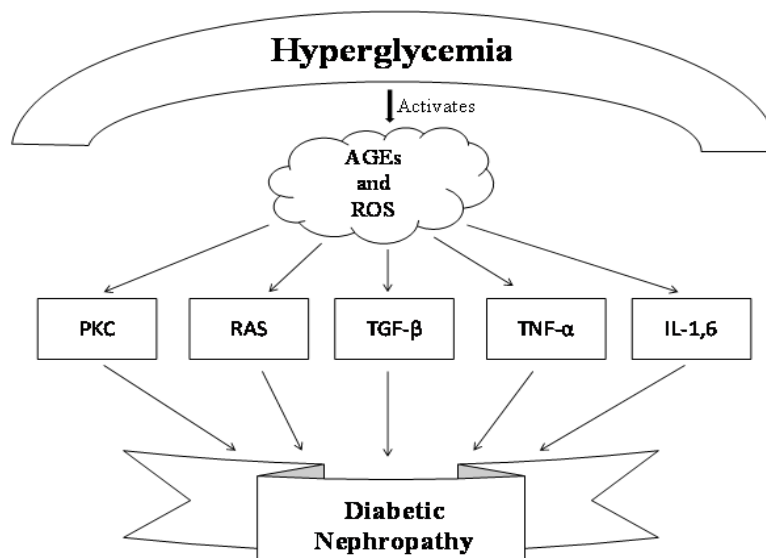 Hyperglycemia
Activates
AGEs
and
ROS
PKC
RAS
TGF-β
TNF-α
IL-1,6
Diabetic
Nephropathy